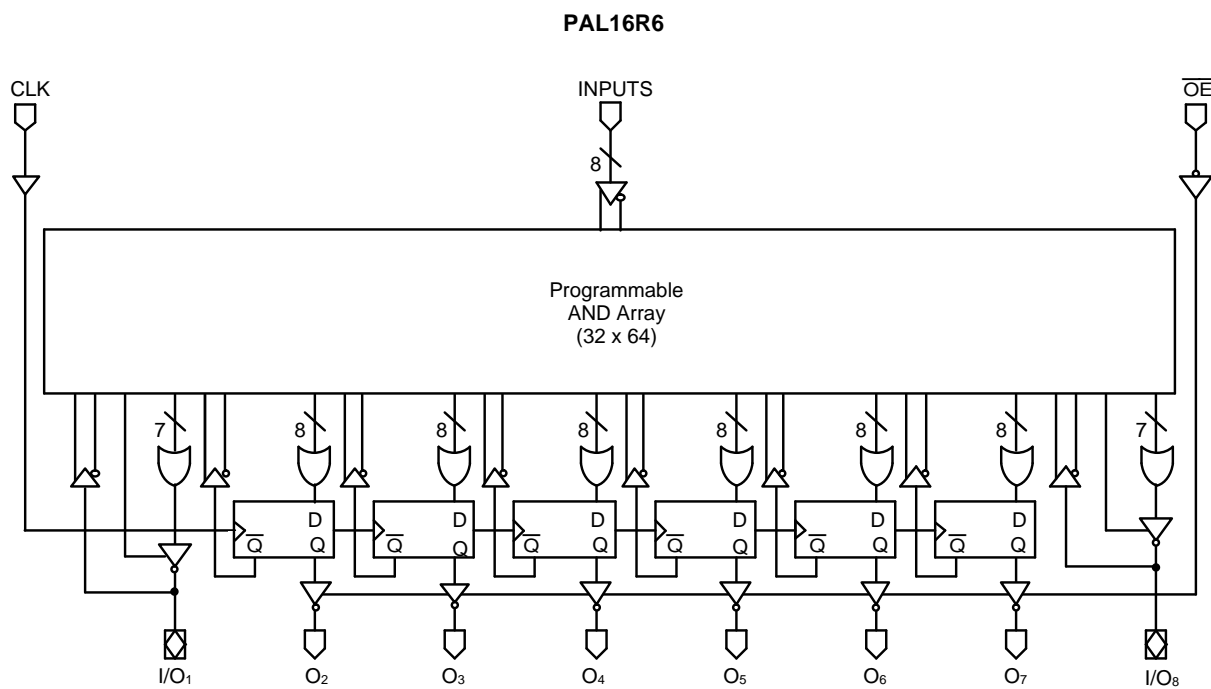 PAL16R6
CLK
INPUTS
OE
8
Programmable
AND Array
(32 x 64)
7
8
8
8
8
8
8
7
D
Q
Q
D
Q
Q
D
Q
Q
D
Q
Q
D
Q
Q
D
Q
Q
I/O1
O2
O3
O4
O5
O6
O7
I/O8